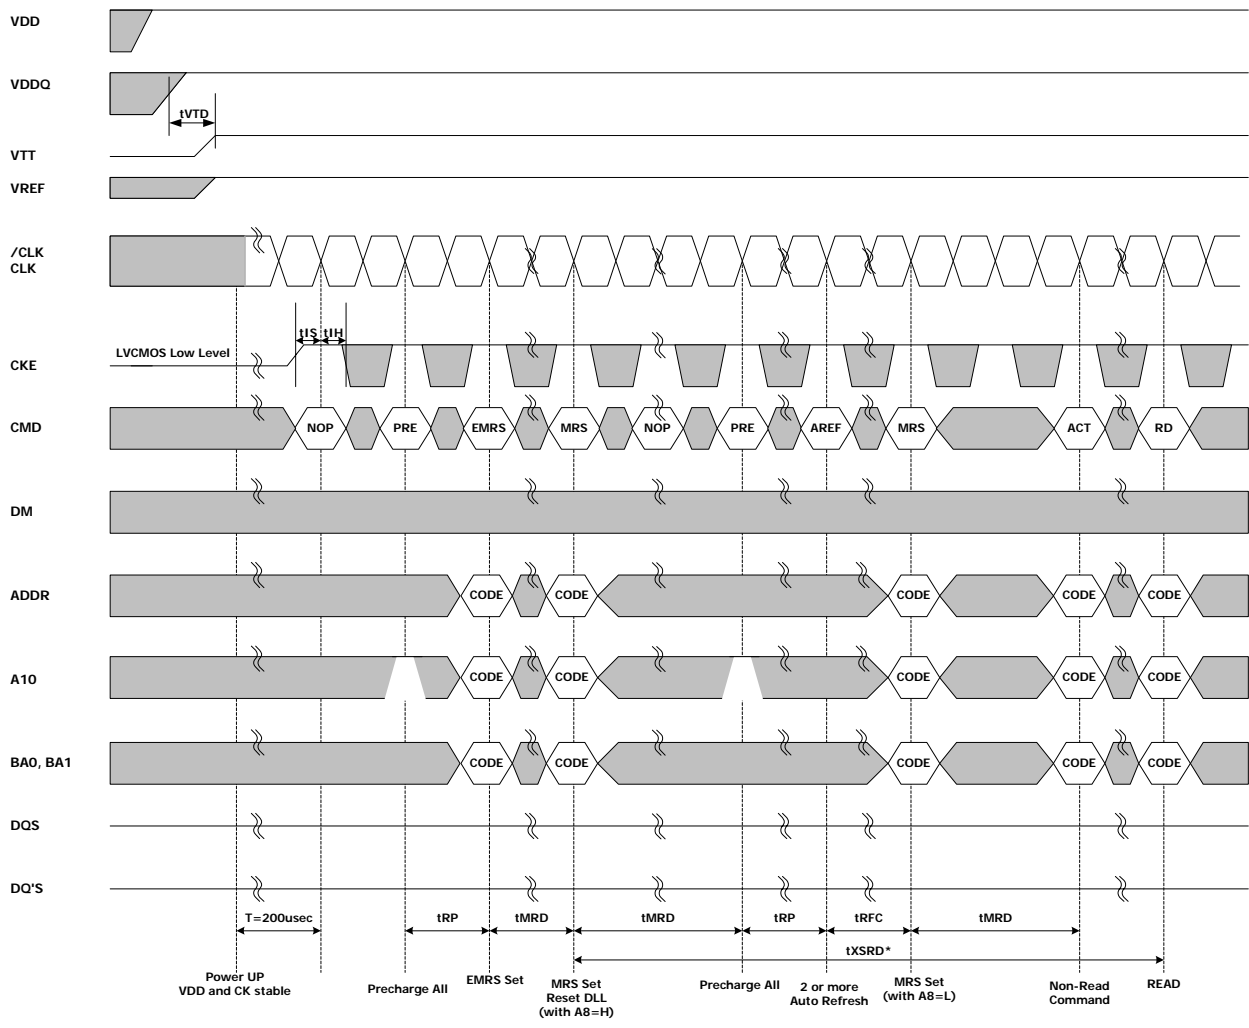 VDD
VDDQ
tVTD
VTT
VREF
/CLK
CLK
tIS tIH
LVCMOS Low Level
CKE
CMD NOP PRE EMRS MRS NOP PRE AREF MRS ACT RD
DM
ADDR CODE CODE CODE CODE CODE
A10 CODE CODE CODE CODE CODE
BA0, BA1 CODE CODE CODE CODE CODE
DQS
DQ'S
T=200usec tRP tMRD tMRD tRP tRFC tMRD
tXSRD*
Power UP
VDD and CK stable
Precharge All
EMRS Set
MRS Set
Reset DLL
(with A8=H)
Precharge All
2 or more
Auto Refresh
MRS Set
(with A8=L)
Non-Read
Command
READ